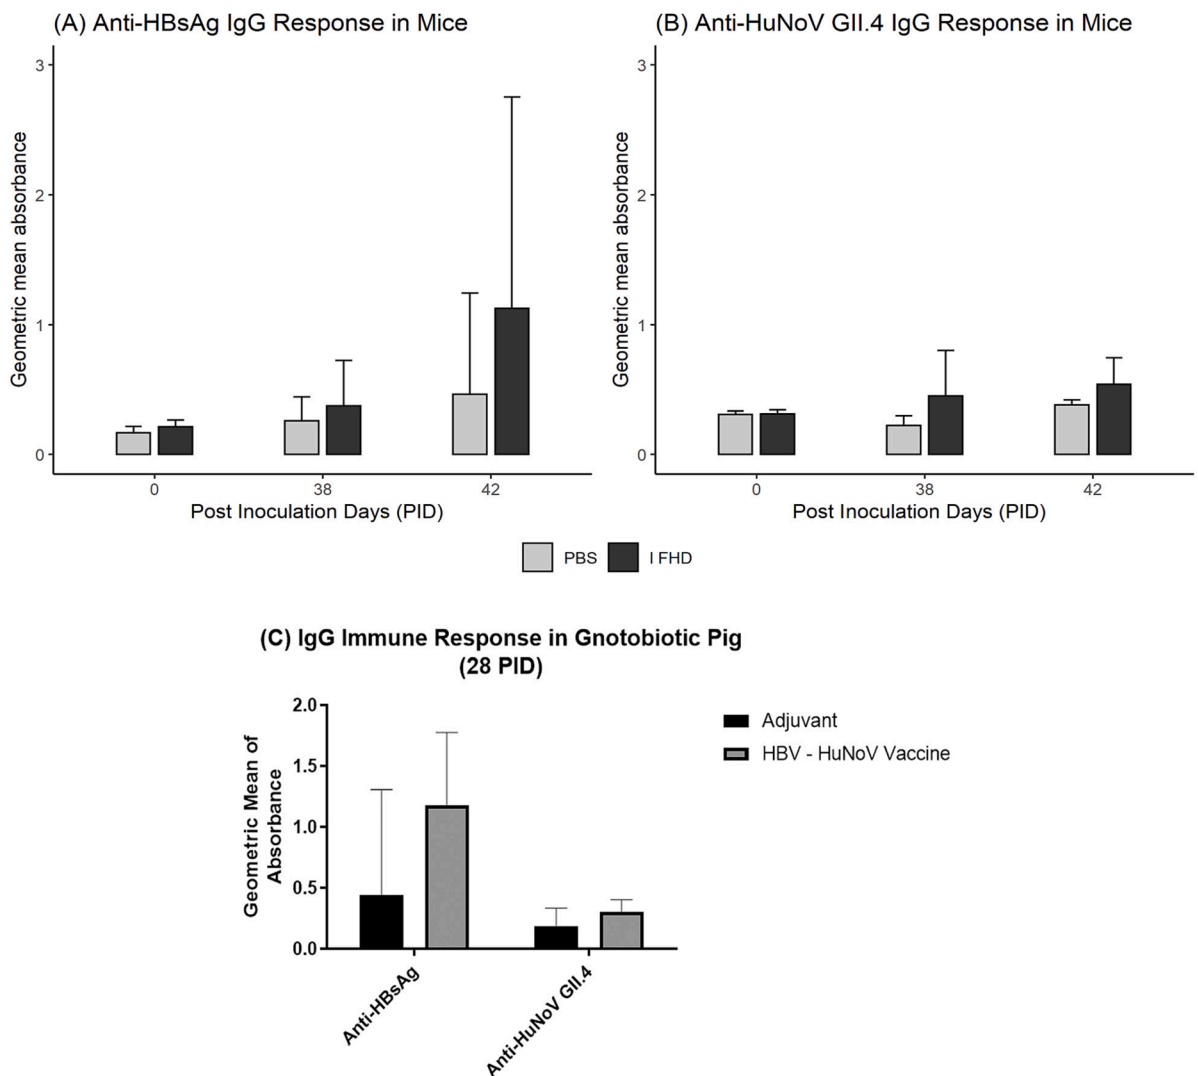 (A) Anti-HBsAg IgG Response in Mice
Geometric mean absorbance
3
2
1
0
0 38 42
Post Inoculation Days (PID)
(B) Anti-HuNoV GII.4 IgG Response in Mice
Geometric mean absorbance
3
2
1
0
0 38 42
Post Inoculation Days (PID)
PBS I FHD
(C) IgG Immune Response in Gnotobiotic Pig
(28 PID)
Geometric Mean of
Absorbance
2.0
1.5
1.0
0.5
0.0
Anti-HBsAg
Anti-HuNoV GII.4
Adjuvant
HBV - HuNoV Vaccine